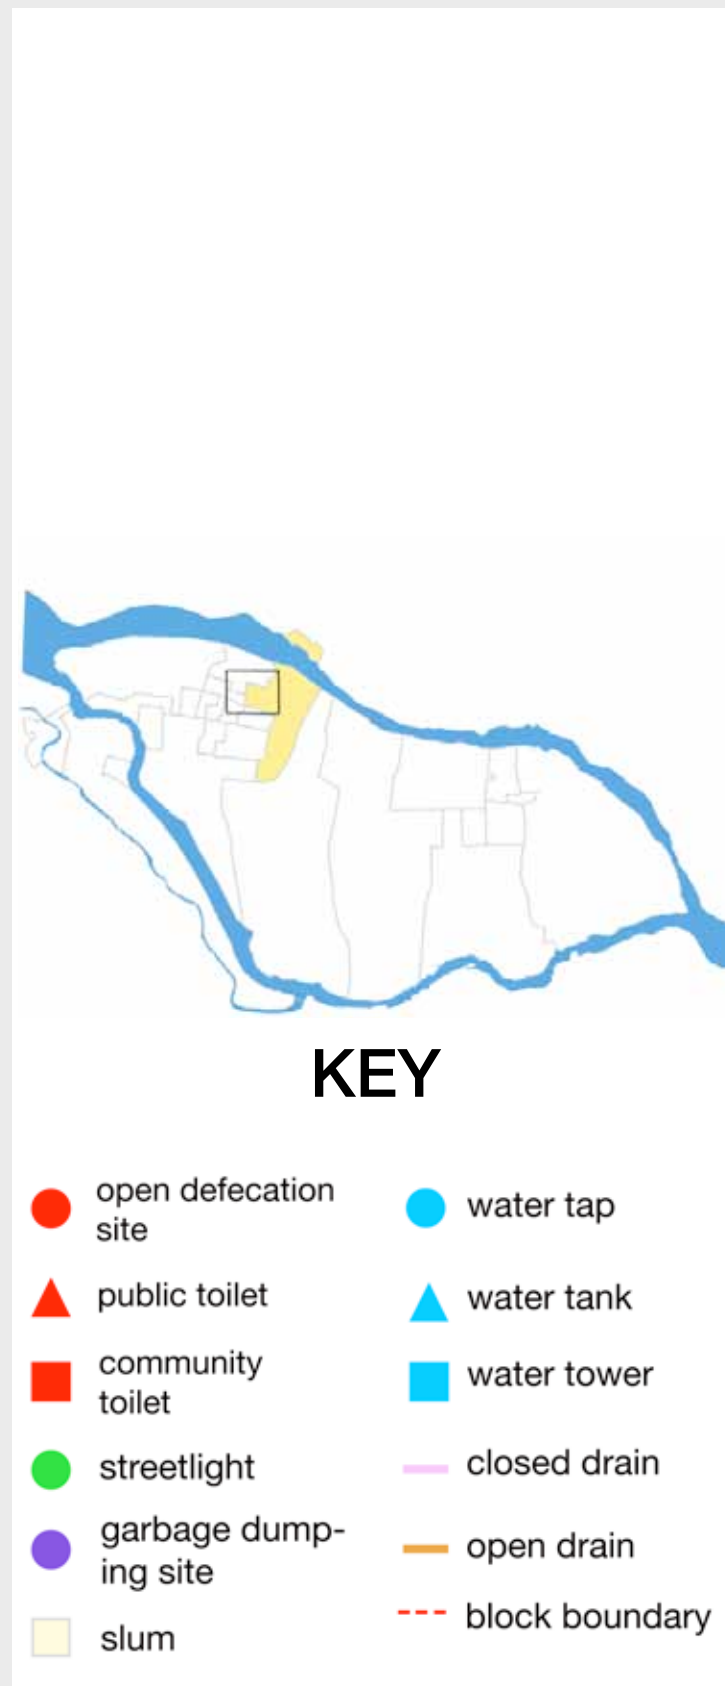 KEY
open defecation
site
public toilet
community
toilet
streetlight
garbage dump-
ing site
slum
water tap
water tank
water tower
closed drain
open drain
block boundary